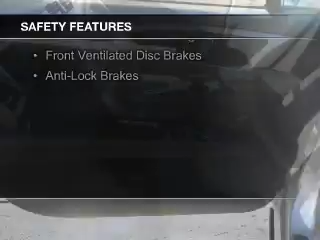 SAFETY FEATURES
• Front Ventilated Disc Brakes
• Anti-Lock Brakes